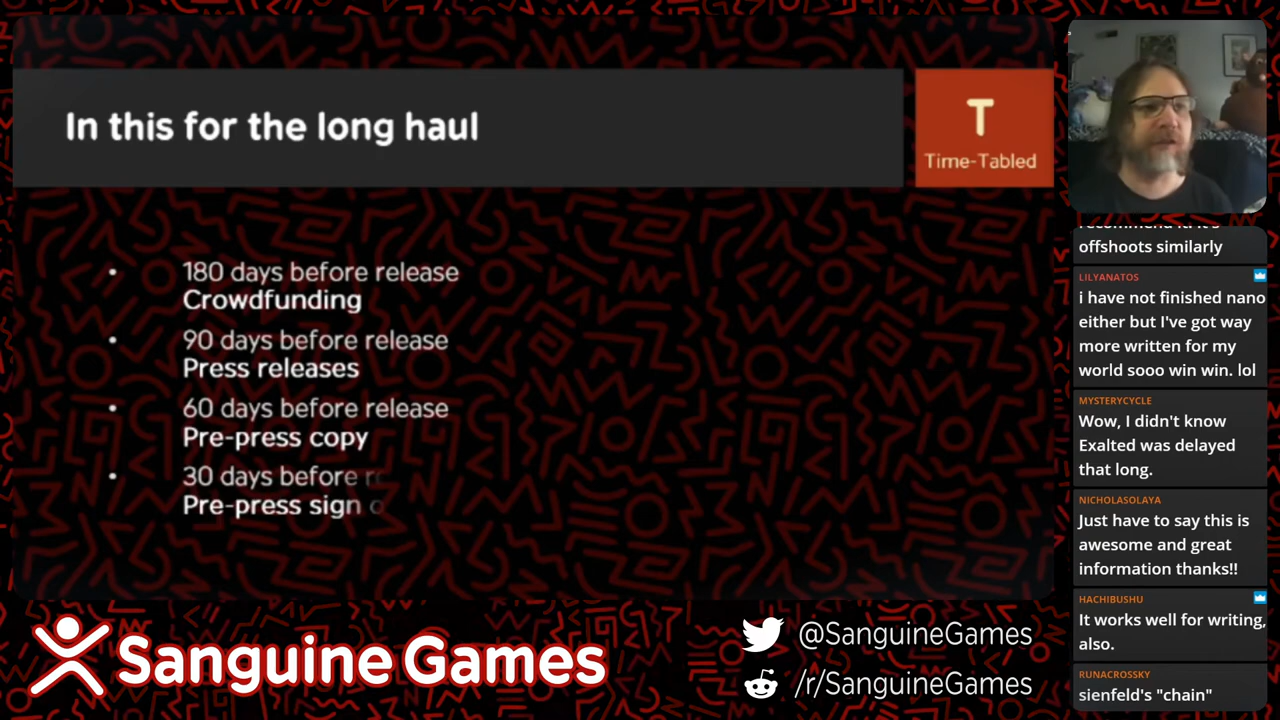 In this for the long haul
T
Time-Tabled
• 180 days before release
Crowdfunding
• 90 days before release
Press releases
• 60 days before release
Pre-press copy
• 30 days before
Pre-press sign
offshoots similarly
LILYANATOS
i have not finished nano
either but I've got way
more written for my
world sooo win win. lol
MYSTERYCYCLE
Wow, I didn't know
Exalted was delayed
that long.
NICHOLASOLAYA
Just have to say this is
awesome and great
information thanks!!
HACHIBUSHU
It works well for writing,
also.
RUNACROSSKY
sienfeld's "chain"
Sanguine Games
@SanguineGames
/r/SanguineGames